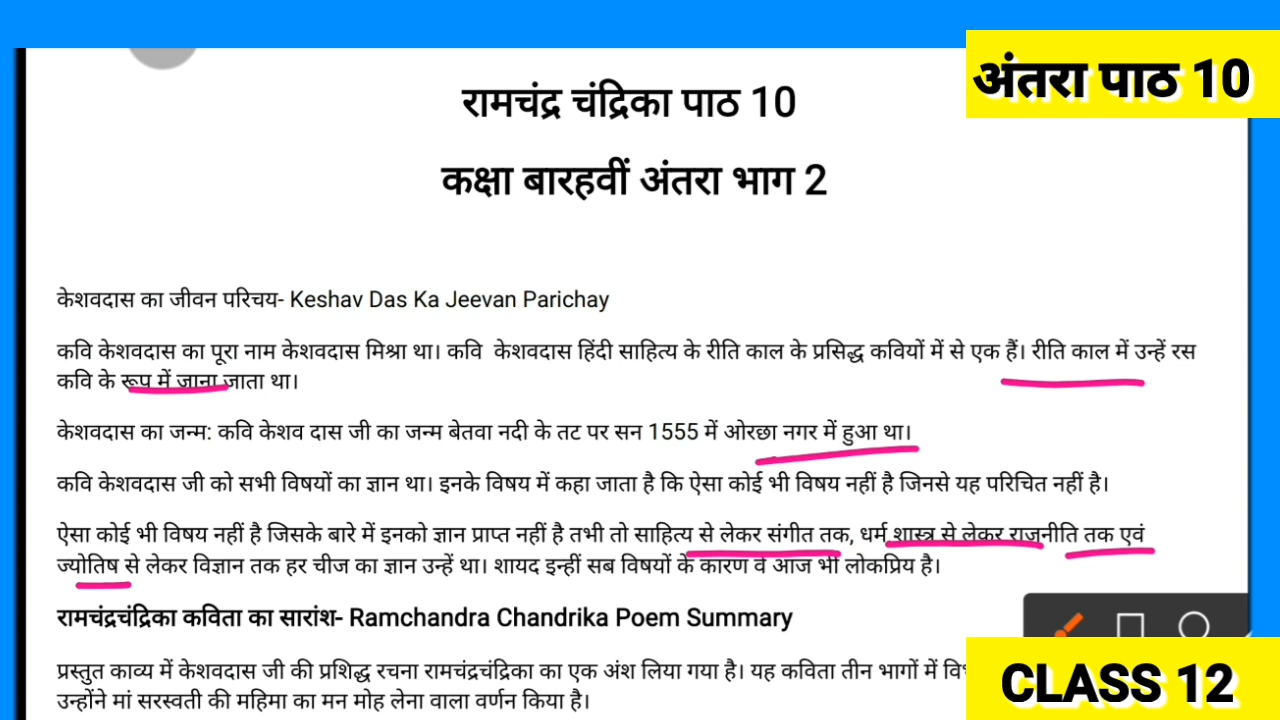 अंतरा पाठ 10
रामचंद्र चंद्रिका पाठ 10
कक्षा बारहवीं अंतरा भाग 2
केशवदास का जीवन परिचय- Keshav Das Ka Jeevan Parichay
कवि केशवदास का पूरा नाम केशवदास मिश्रा था। कवि केशवदास हिंदी साहित्य के रीति काल के प्रसिद्ध कवियों में से एक हैं। रीति काल में उन्हें रस
कवि के रूप में जाना जाता था।
केशवदास का जन्म: कवि केशव दास जी का जन्म बेतवा नदी के तट पर सन 1555 में ओरछा नगर में हुआ था।
कवि केशवदास जी को सभी विषयों का ज्ञान था। इनके विषय में कहा जाता है कि ऐसा कोई भी विषय नहीं है जिनसे यह परिचित नहीं है।
ऐसा कोई भी विषय नहीं है जिसके बारे में इनको ज्ञान प्राप्त नहीं है तभी तो साहित्य से लेकर संगीत तक, धर्म शास्त्र से लेकर राजनीति तक एवं
ज्योतिष से लेकर विज्ञान तक हर चीज का ज्ञान उन्हें था। शायद इन्हीं सब विषयों के कारण वे आज भी लोकप्रिय है।
रामचंद्रचंद्रिका कविता का सारांश- Ramchandra Chandrika Poem Summary
प्रस्तुत काव्य में केशवदास जी की प्रशिद्ध रचना रामचंद्रचंद्रिका का एक अंश लिया गया है। यह कविता तीन भागों में
उन्होंने मां सरस्वती की महिमा का मन मोह लेना वाला वर्णन किया है।
CLASS 12